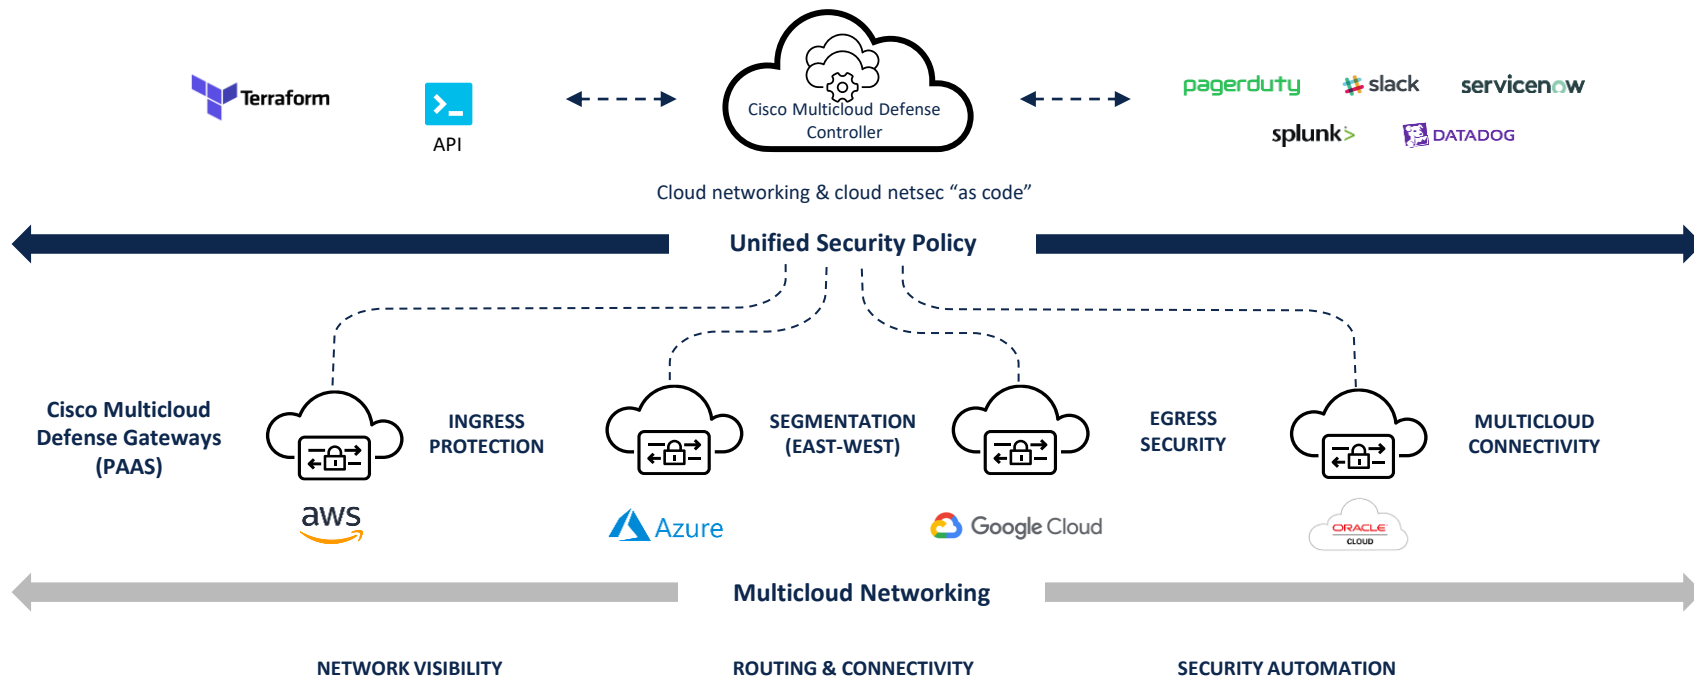 Terraform
>_
API
Cisco Multicloud Defense
Controller
pagerduty
slack
servicenow
splunk>
DATADOG
Cloud networking & cloud netsec “as code”
Unified Security Policy
Cisco Multicloud
Defense Gateways
(PAAS)
INGRESS
PROTECTION
SEGMENTATION
(EAST-WEST)
EGRESS
SECURITY
MULTICLOUD
CONNECTIVITY
aws
Azure
Google Cloud
ORACLE
CLOUD
Multicloud Networking
NETWORK VISIBILITY
ROUTING & CONNECTIVITY
SECURITY AUTOMATION